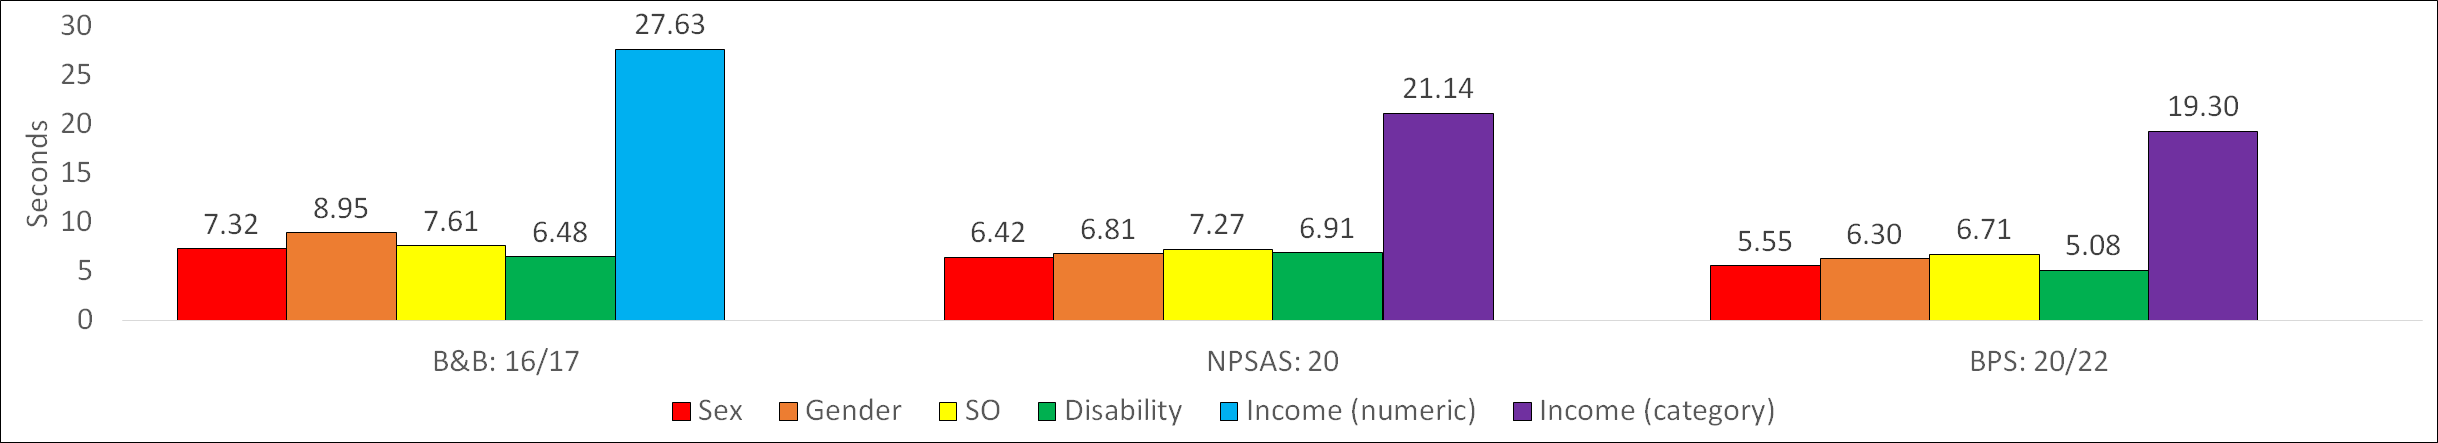 Seconds
30
25
20
15
10
5
0
7.32 8.95 7.61 6.48 27.63
6.42 6.81 7.27 6.91 21.14
5.55 6.30 6.71 5.08 19.30
B&B: 16/17 NPSAS: 20 BPS: 20/22
Sex Gender SO Disability Income (numeric) Income (category)